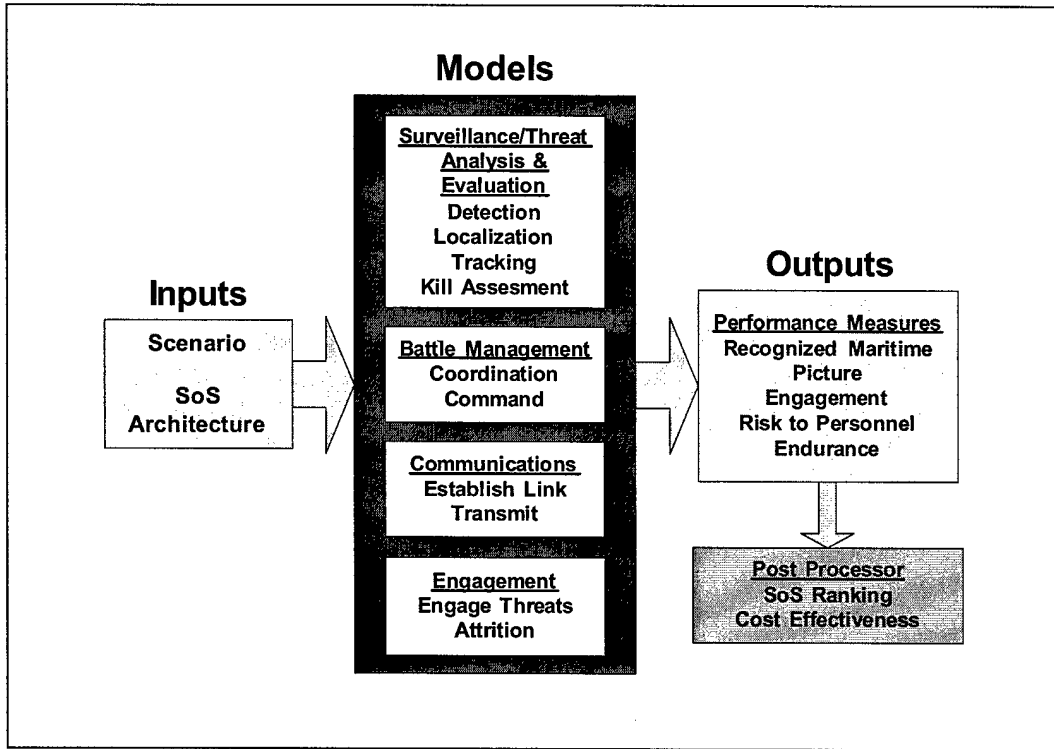 Models
Surveillance/Threat
Analysis &
Evaluation
Detection
Localization
Tracking
Kill Assesment
Battle Management
Coordination
Command
Communications
Establish Link
Transmit
Engagement
Engage Threats
Attrition
Inputs
Scenario
SoS
Architecture
Outputs
Performance Measures
Recognized Maritime
Picture
Engagement
Risk to Personnel
Endurance
Post Processor
SoS Ranking
Cost Effectiveness